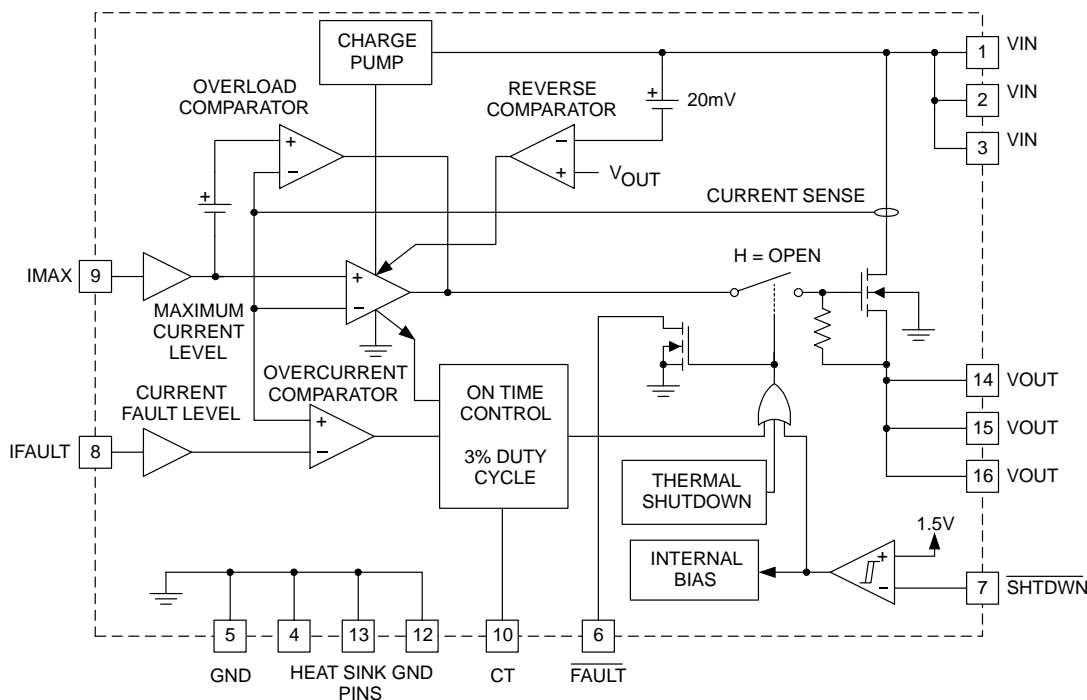 CHARGE
PUMP
1
VIN
OVERLOAD
COMPARATOR
REVERSE
COMPARATOR
+
20mV
2
VIN
3
VIN
+
−
−
+
VOUT
+
CURRENT SENSE
IMAX
9
+
−
H = OPEN
MAXIMUM
CURRENT
LEVEL
OVERCURRENT
COMPARATOR
CURRENT
FAULT LEVEL
ON TIME
CONTROL
3% DUTY
CYCLE
14
VOUT
15
VOUT
16
VOUT
IFAULT
8
+
−
THERMAL
SHUTDOWN
1.5V
INTERNAL
BIAS
+
−
7
SHTDWN
5
4
13
12
10
6
GND
HEAT SINK GND
PINS
CT
FAULT